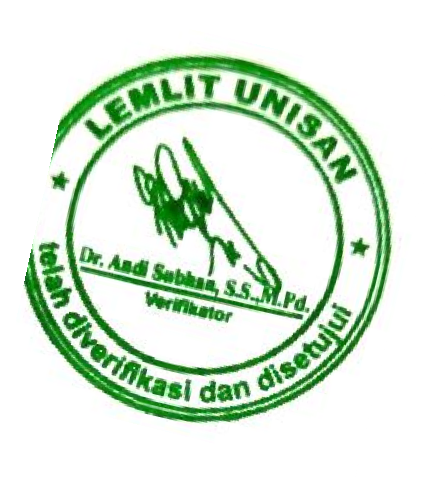 LEMLIT UNISAN
Dr. Andi Subhan, S.S.,M.Pd.
Verifikator
telah diverifikasi dan disetujui